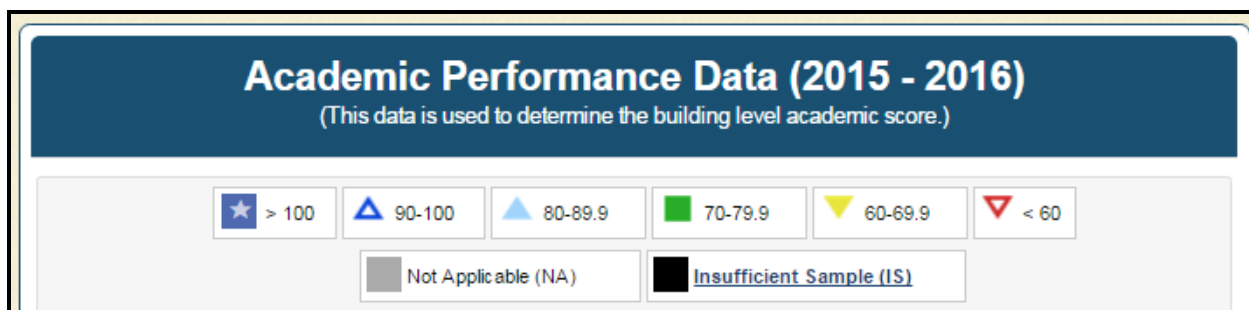 Academic Performance Data (2015 - 2016)
(This data is used to determine the building level academic score.)
> 100 90-100 80-89.9 70-79.9 60-69.9 < 60
Not Applicable (NA) Insufficient Sample (IS)